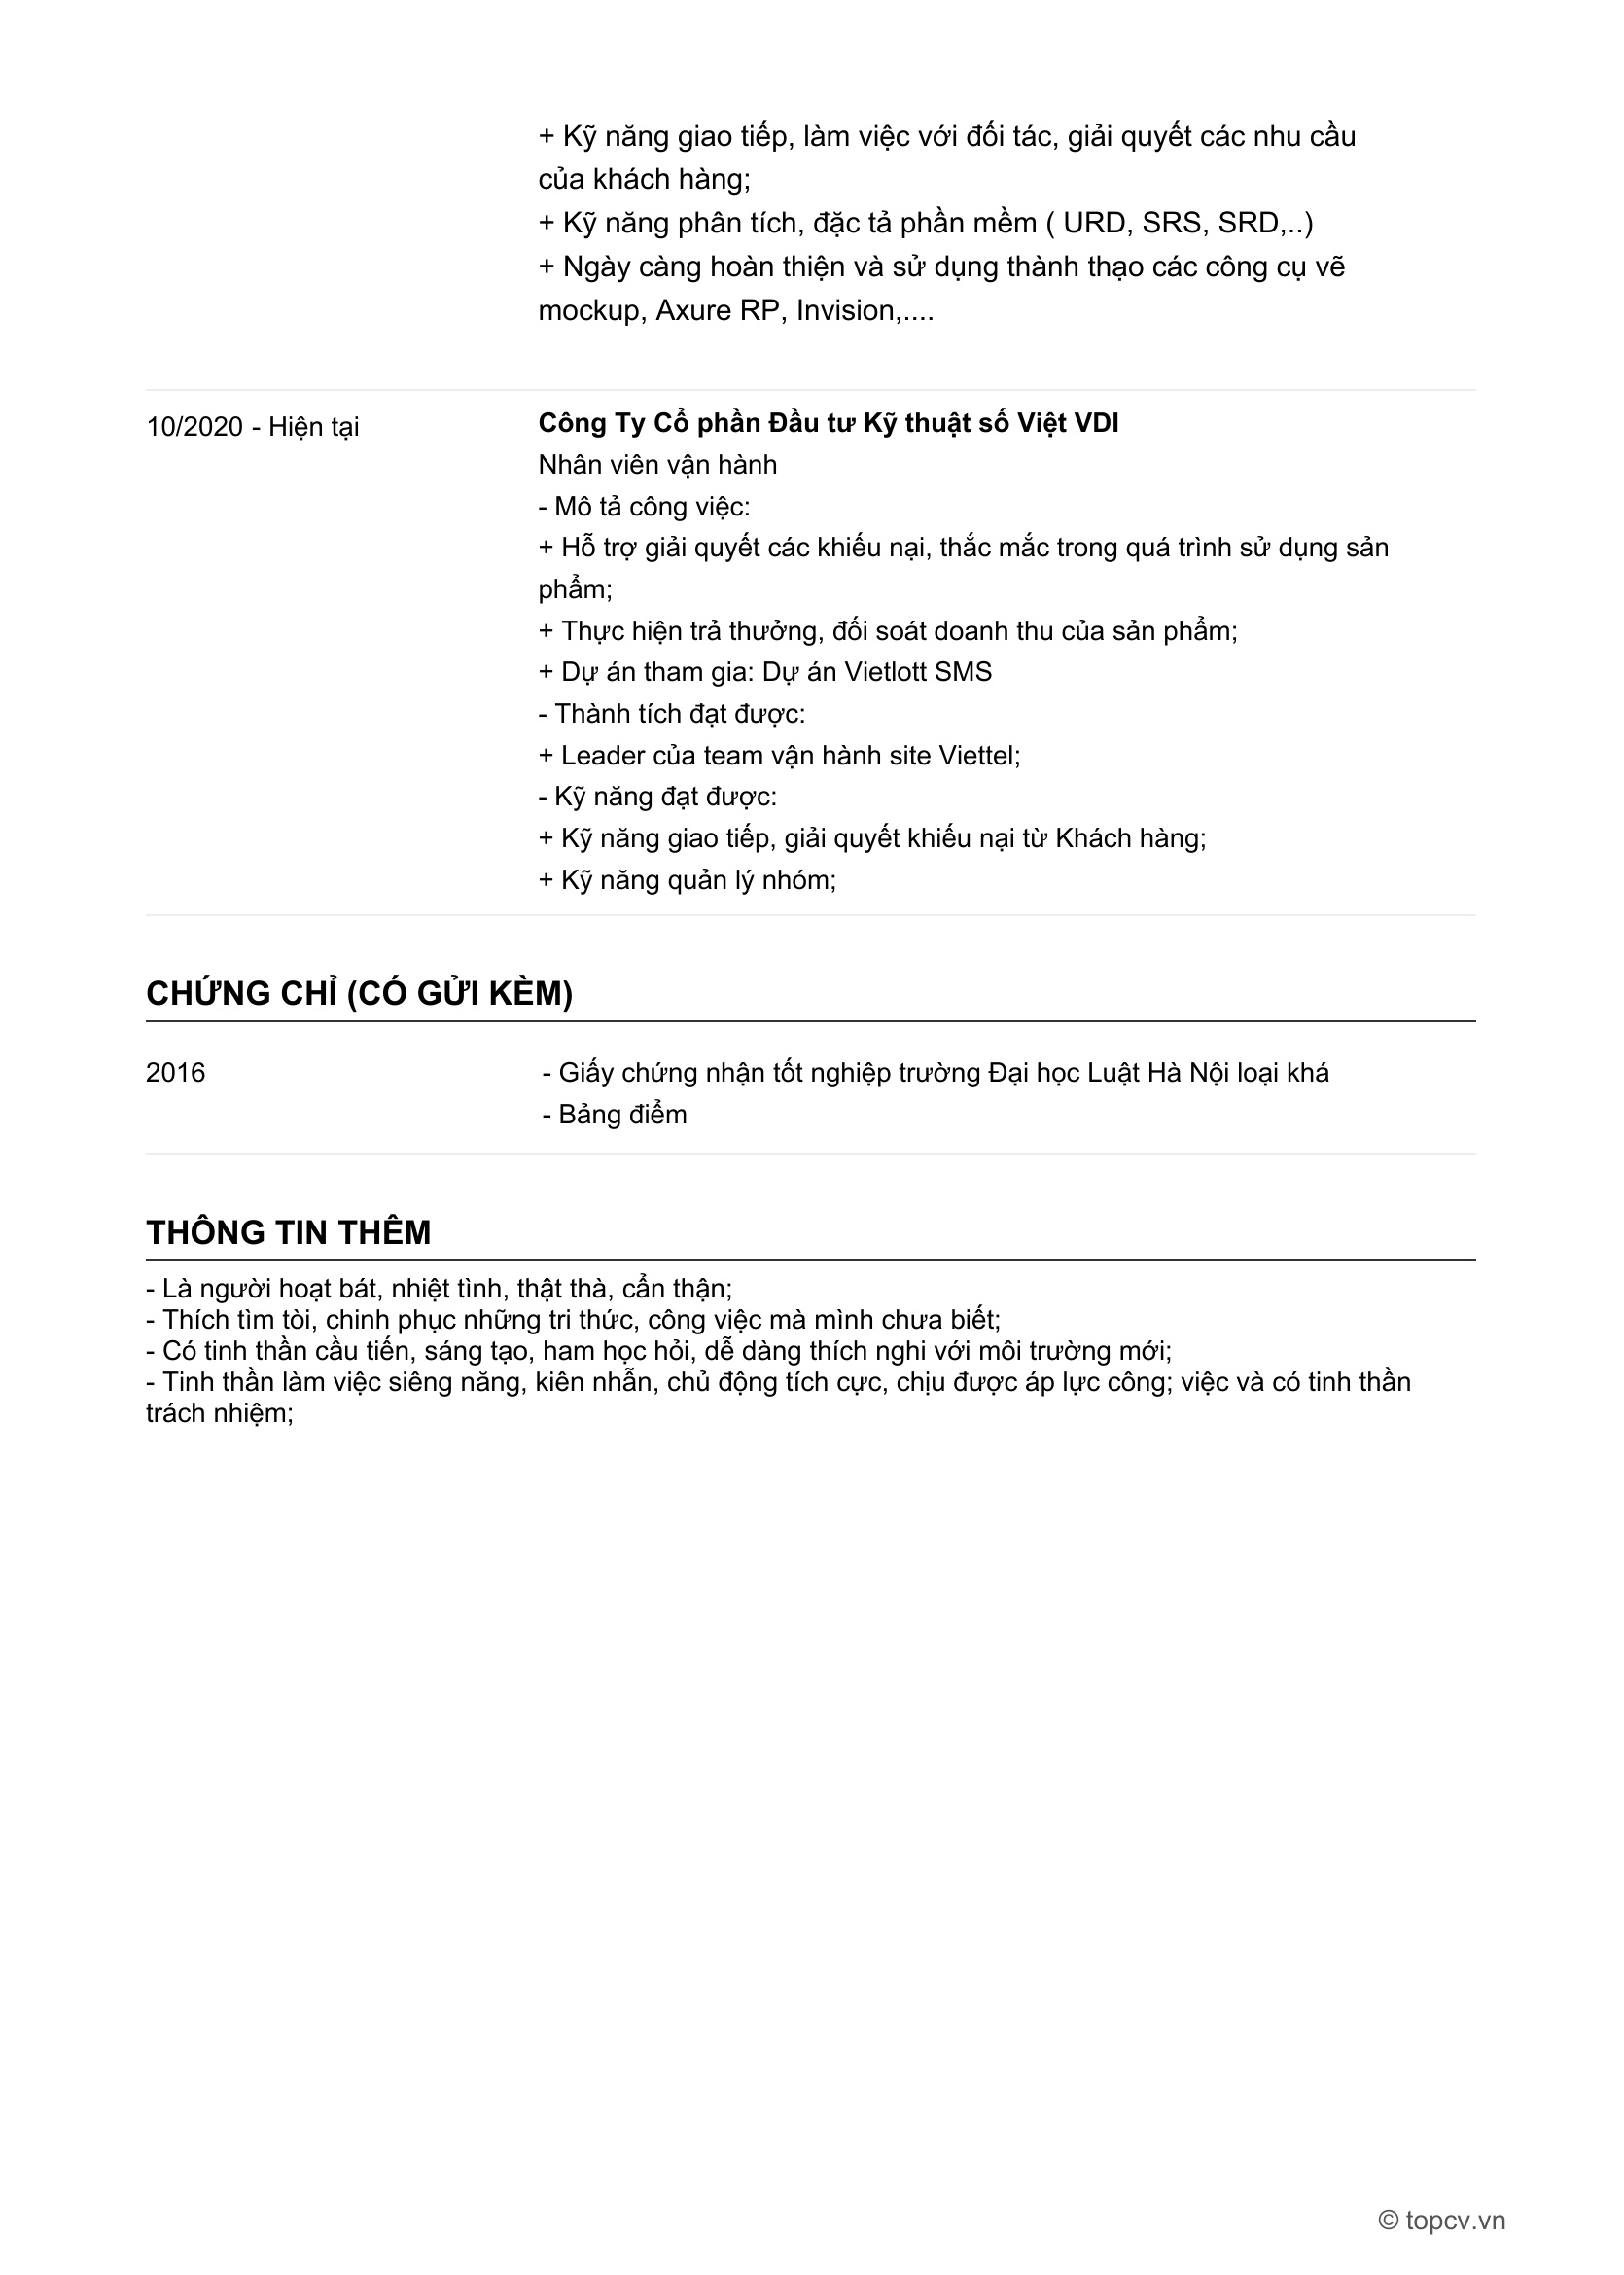 + Kỹ năng giao tiếp, làm việc với đối tác, giải quyết các nhu cầu
của khách hàng;
+ Kỹ năng phân tích, đặc tả phần mềm ( URD, SRS, SRD,..)
+ Ngày càng hoàn thiện và sử dụng thành thạo các công cụ vẽ
mockup, Axure RP, Invision,....
10/2020 - Hiện tại
Công Ty Cổ phần Đầu tư Kỹ thuật số Việt VDI
Nhân viên vận hành
- Mô tả công việc:
+ Hỗ trợ giải quyết các khiếu nại, thắc mắc trong quá trình sử dụng sản
phẩm;
+ Thực hiện trả thưởng, đối soát doanh thu của sản phẩm;
+ Dự án tham gia: Dự án Vietlott SMS
- Thành tích đạt được:
+ Leader của team vận hành site Viettel;
- Kỹ năng đạt được:
+ Kỹ năng giao tiếp, giải quyết khiếu nại từ Khách hàng;
+ Kỹ năng quản lý nhóm;
CHỨNG CHỈ (CÓ GỬI KÈM)
2016
- Giấy chứng nhận tốt nghiệp trường Đại học Luật Hà Nội loại khá
- Bảng điểm
THÔNG TIN THÊM
- Là người hoạt bát, nhiệt tình, thật thà, cẩn thận;
- Thích tìm tòi, chinh phục những tri thức, công việc mà mình chưa biết;
- Có tinh thần cầu tiến, sáng tạo, ham học hỏi, dễ dàng thích nghi với môi trường mới;
- Tinh thần làm việc siêng năng, kiên nhẫn, chủ động tích cực, chịu được áp lực công; việc và có tinh thần
trách nhiệm;
© topcv.vn